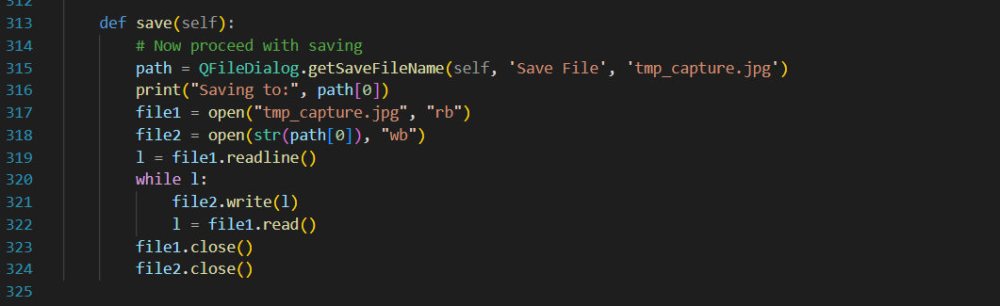 312
313 def save(self):
314 # Now proceed with saving
315 path = QFileDialog.getSaveFileName(self, 'Save File', 'tmp_capture.jpg')
316 print("Saving to:", path[0])
317 file1 = open("tmp_capture.jpg", "rb")
318 file2 = open(str(path[0]), "wb")
319 l = file1.readline()
320 while l:
321 file2.write(l)
322 l = file1.read()
323 file1.close()
324 file2.close()
325